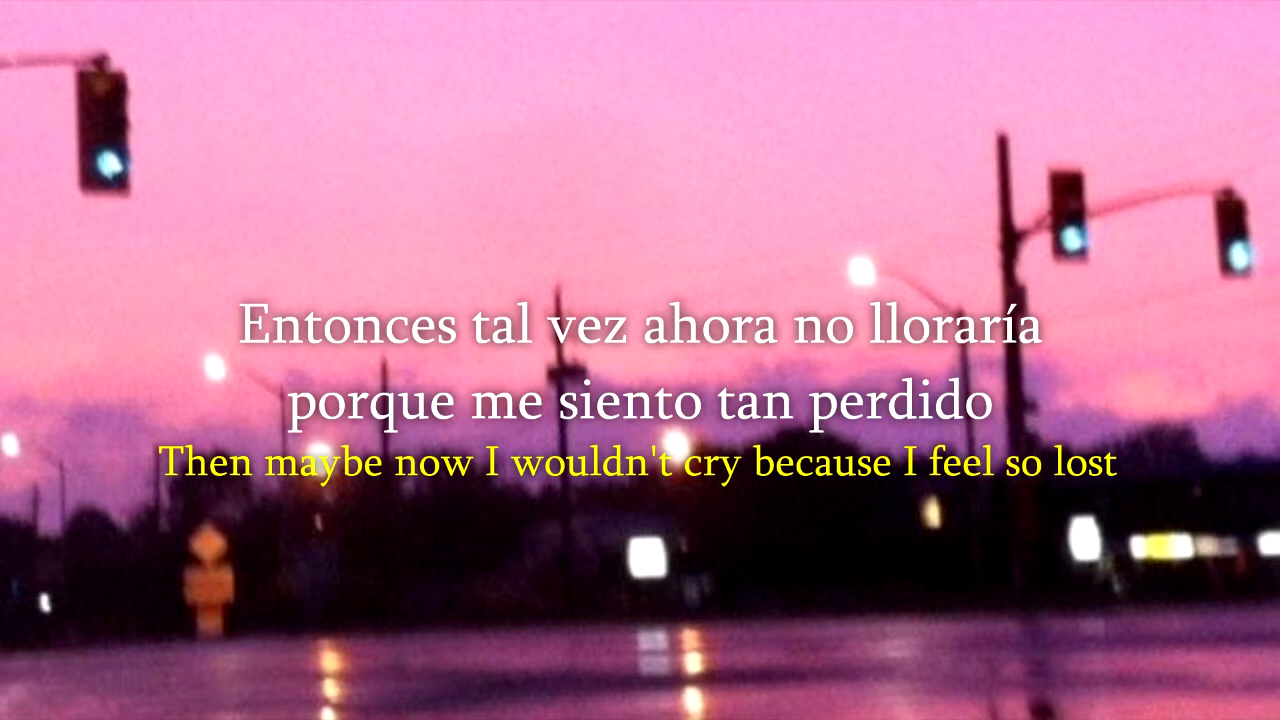 Entonces tal vez ahora no lloraría
porque me siento tan perdido
Then maybe now I wouldn't cry because I feel so lost